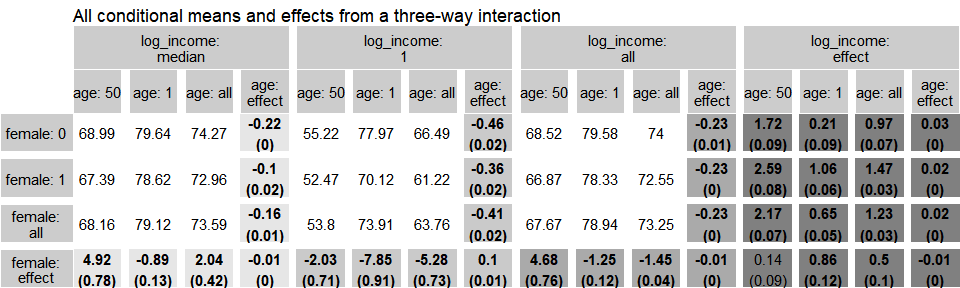 All conditional means and effects from a three-way interaction
log_income: log_income: log_income: log_income:
median 1 all effect
age: 50 age: 1 age: all age: effect age: 50 age: 1 age: all age: effect age: 50 age: 1 age: all age: effect age: 50 age: 1 age: all age: effect
female: 0 68.99 79.64 74.27 -0.22 55.22 77.97 66.49 -0.46 68.52 79.58 74 -0.23 1.72 0.21 0.97 0.03
(0) (0.02) (0.01) (0.09) (0.09) (0.07) (0)
female: 1 67.39 78.62 72.96 -0.1 52.47 70.12 61.22 -0.36 66.87 78.33 72.55 -0.23 2.59 1.06 1.47 0.02
(0.02) (0.02) (0) (0.08) (0.06) (0.03) (0)
female: all 68.16 79.12 73.59 -0.16 53.8 73.91 63.76 -0.41 67.67 78.94 73.25 -0.23 2.17 0.65 1.23 0.02
(0.01) (0.02) (0) (0.07) (0.05) (0.03) (0)
female: effect 4.92 -0.89 2.04 -0.01 -2.03 -7.85 -5.28 0.1 4.68 -1.25 -1.45 -0.01 0.14 0.86 0.5 -0.01
(0.78) (0.13) (0.42) (0) (0.71) (0.91) (0.73) (0.01) (0.76) (0.12) (0.04) (0) (0.09) (0.12) (0.1) (0)